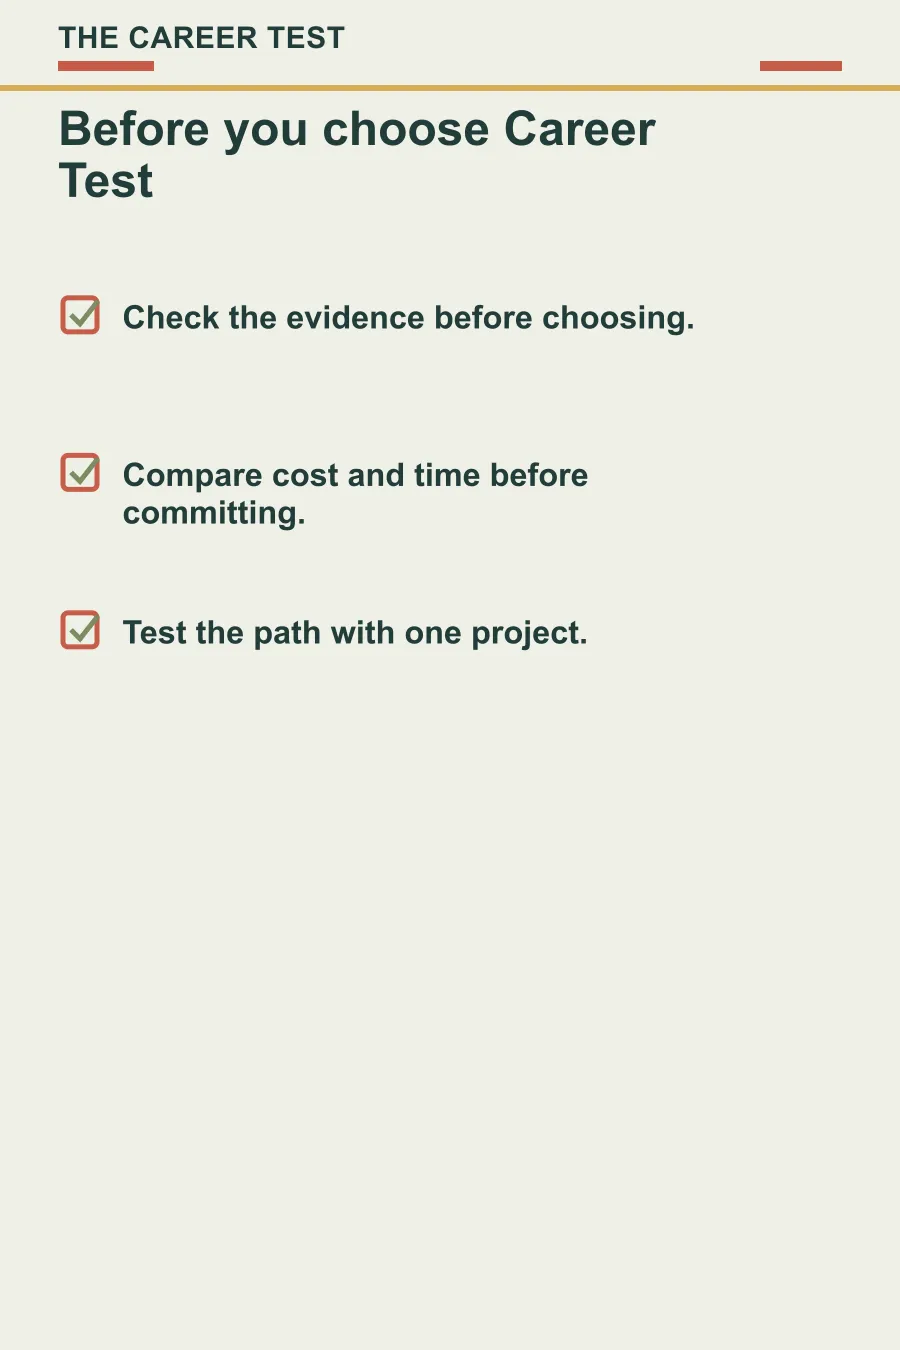 THE CAREER TEST
Before you choose Career
Test
Check the evidence before choosing.
Compare cost and time before
committing.
Test the path with one project.